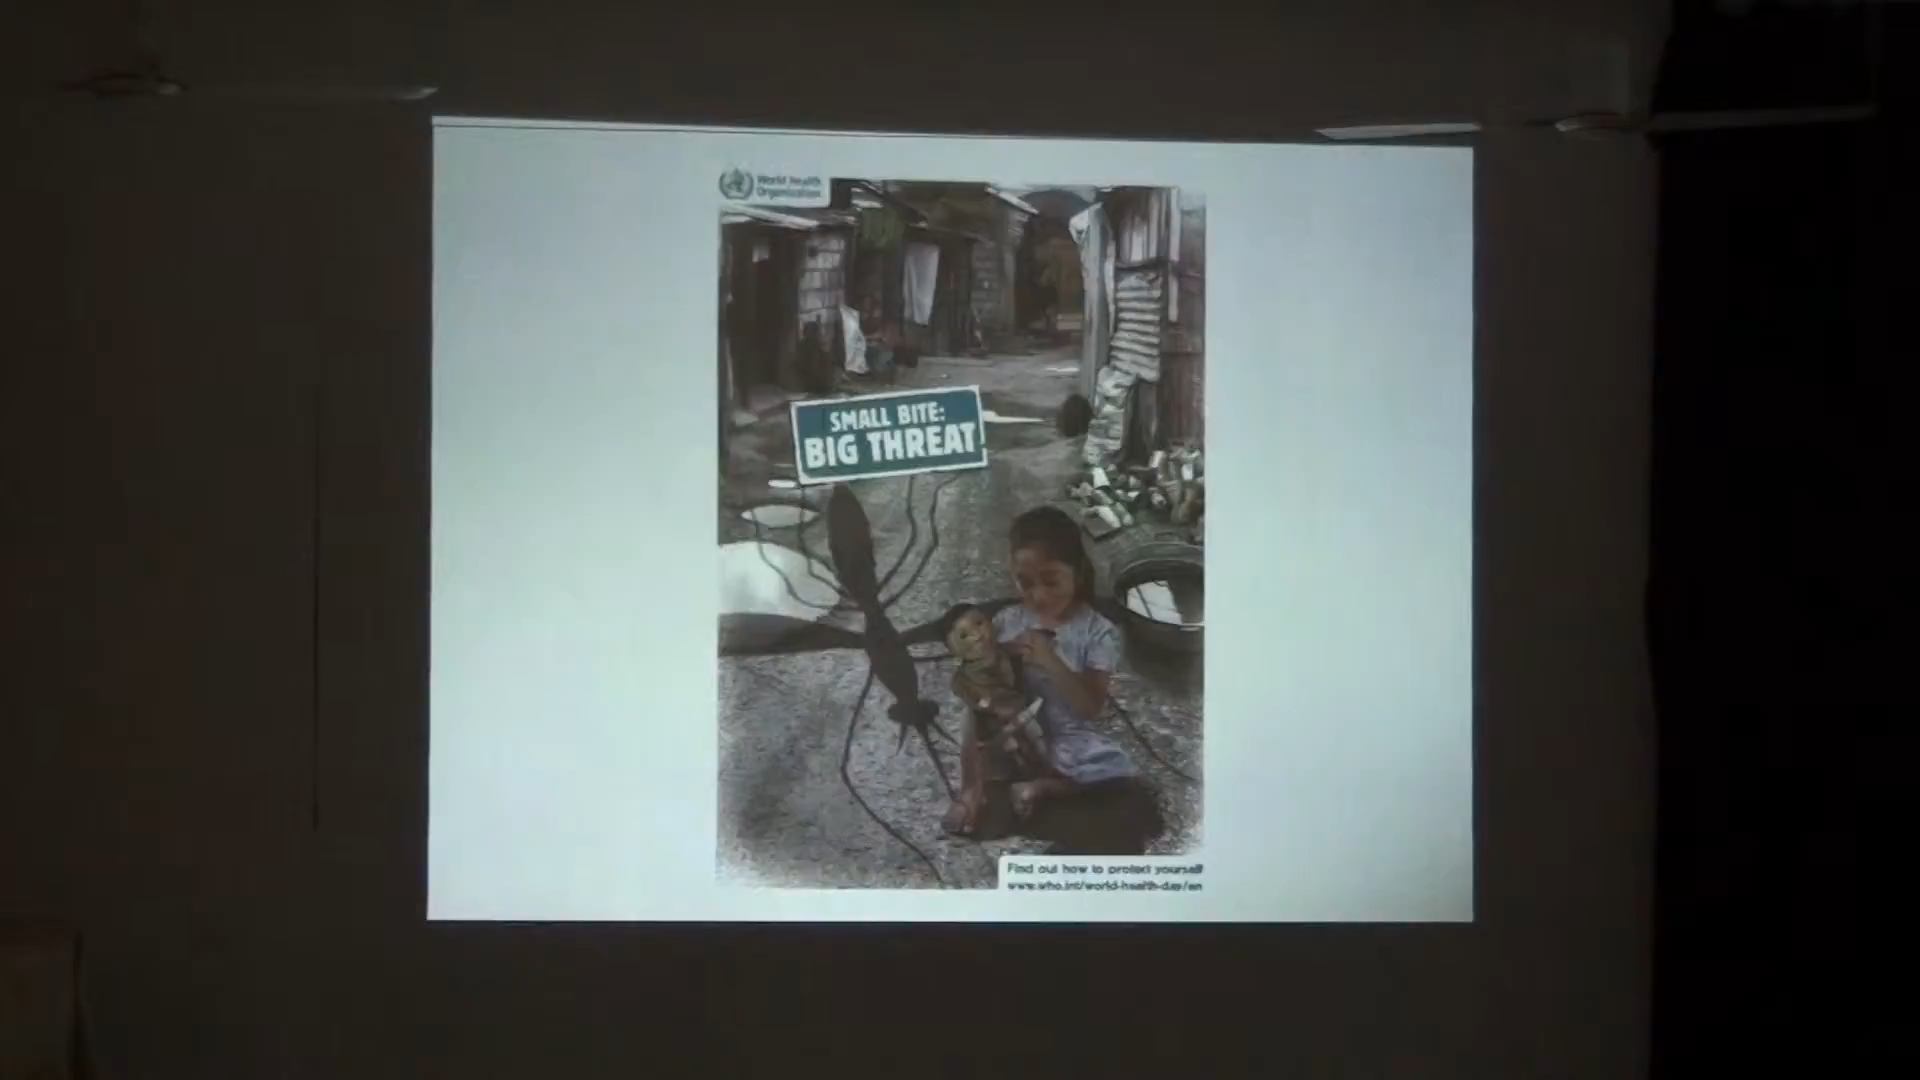 World Health
Organization
SMALL BITE:
BIG THREAT
Find out how to protect yourself
www.who.int/world-health-day/en